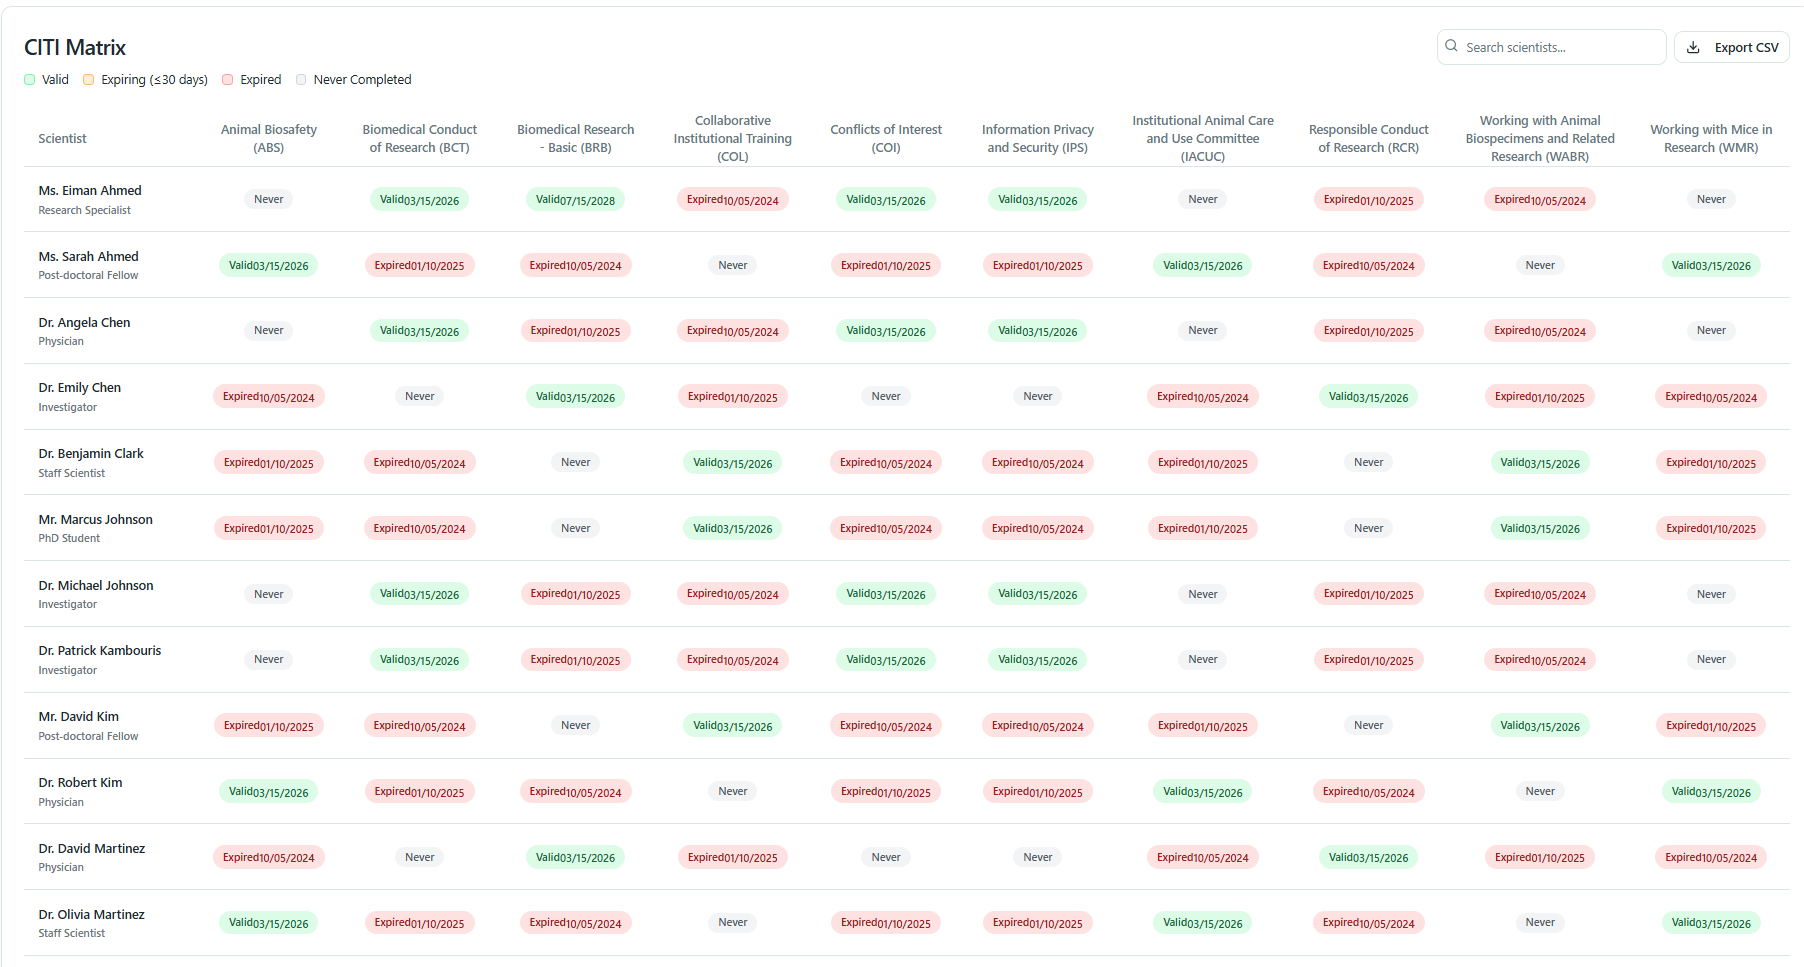 CITI Matrix
Search scientists...
Export CSV
Valid Expiring (≤30 days) Expired Never Completed
Scientist
Animal Biosafety
(ABS)
Biomedical Conduct
of Research (BCT)
Biomedical Research
- Basic (BRB)
Collaborative
Institutional Training
(COL)
Conflicts of Interest
(COI)
Information Privacy
and Security (IPS)
Institutional Animal Care
and Use Committee
(IACUC)
Responsible Conduct
of Research (RCR)
Working with Animal
Biospecimens and Related
Research (WABR)
Working with Mice in
Research (WMR)
Ms. Eiman Ahmed
Research Specialist
Never Valid03/15/2026 Valid07/15/2028 Expired10/05/2024 Valid03/15/2026 Valid03/15/2026 Never Expired01/10/2025 Expired10/05/2024 Never
Ms. Sarah Ahmed
Post-doctoral Fellow
Valid03/15/2026 Expired01/10/2025 Expired10/05/2024 Never Expired01/10/2025 Expired01/10/2025 Valid03/15/2026 Expired10/05/2024 Never Valid03/15/2026
Dr. Angela Chen
Physician
Never Valid03/15/2026 Expired01/10/2025 Expired10/05/2024 Valid03/15/2026 Valid03/15/2026 Never Expired01/10/2025 Expired10/05/2024 Never
Dr. Emily Chen
Investigator
Expired10/05/2024 Never Valid03/15/2026 Expired01/10/2025 Never Never Expired10/05/2024 Valid03/15/2026 Expired01/10/2025 Expired10/05/2024
Dr. Benjamin Clark
Staff Scientist
Expired01/10/2025 Expired10/05/2024 Never Valid03/15/2026 Expired10/05/2024 Expired10/05/2024 Expired01/10/2025 Never Valid03/15/2026 Expired01/10/2025
Mr. Marcus Johnson
PhD Student
Expired01/10/2025 Expired10/05/2024 Never Valid03/15/2026 Expired10/05/2024 Expired10/05/2024 Expired01/10/2025 Never Valid03/15/2026 Expired01/10/2025
Dr. Michael Johnson
Investigator
Never Valid03/15/2026 Expired01/10/2025 Expired10/05/2024 Valid03/15/2026 Valid03/15/2026 Never Expired01/10/2025 Expired10/05/2024 Never
Dr. Patrick Kambouris
Investigator
Never Valid03/15/2026 Expired01/10/2025 Expired10/05/2024 Valid03/15/2026 Valid03/15/2026 Never Expired01/10/2025 Expired10/05/2024 Never
Mr. David Kim
Post-doctoral Fellow
Expired01/10/2025 Expired10/05/2024 Never Valid03/15/2026 Expired10/05/2024 Expired10/05/2024 Expired01/10/2025 Never Valid03/15/2026 Expired01/10/2025
Dr. Robert Kim
Physician
Valid03/15/2026 Expired01/10/2025 Expired10/05/2024 Never Expired01/10/2025 Expired01/10/2025 Valid03/15/2026 Expired10/05/2024 Never Valid03/15/2026
Dr. David Martinez
Physician
Expired10/05/2024 Never Valid03/15/2026 Expired01/10/2025 Never Never Expired10/05/2024 Valid03/15/2026 Expired01/10/2025 Expired10/05/2024
Dr. Olivia Martinez
Staff Scientist
Valid03/15/2026 Expired01/10/2025 Expired10/05/2024 Never Expired01/10/2025 Expired01/10/2025 Valid03/15/2026 Expired10/05/2024 Never Valid03/15/2026